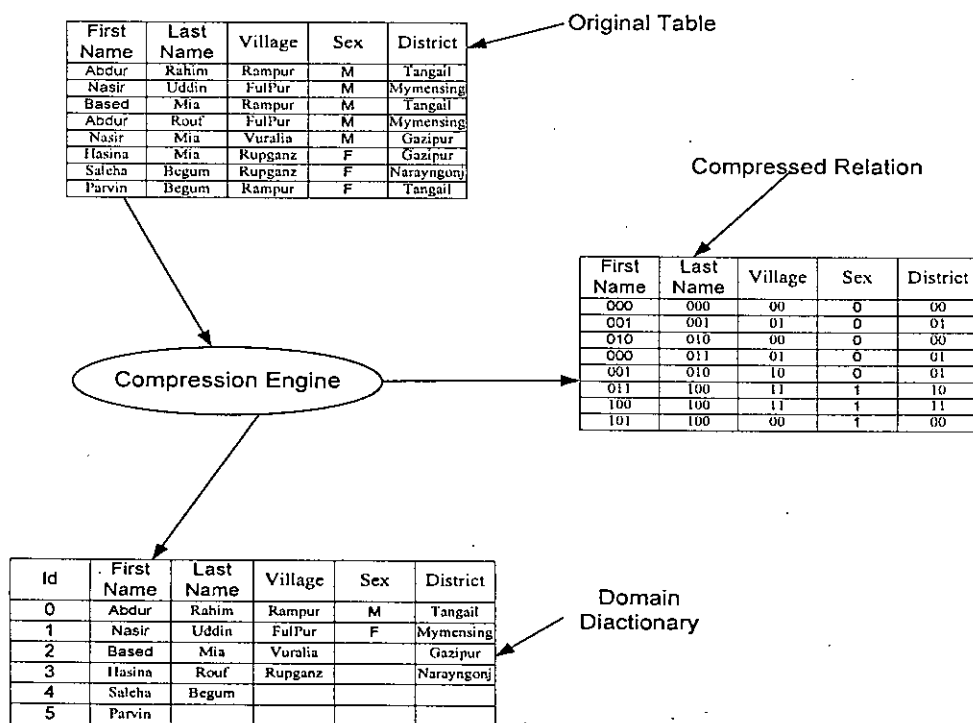 Original Table
First Name Last Name Village Sex District
Abdur Rahim Rampur M Tangail
Nasir Uddin FulPur M Mymensing
Based Mia Rampur M Tangail
Abdur Rouf FulPur M Mymensing
Nasir Mia Vuralia M Gazipur
Hasina Mia Rupganz F Gazipur
Saleha Begum Rupganz F Narayngonj
Parvin Begum Rampur F Tangail
Compressed Relation
First Name Last Name Village Sex District
000 000 00 0 00
001 001 01 0 01
010 010 00 0 00
000 011 01 0 01
001 010 10 0 01
011 100 11 1 10
100 100 11 1 11
101 100 00 1 00
Compression Engine
Id First Name Last Name Village Sex District
0 Abdur Rahim Rampur M Tangail
1 Nasir Uddin FulPur F Mymensing
2 Based Mia Vuralia Gazipur
3 Hasina Rouf Rupganz Narayngonj
4 Saleha Begum
5 Parvin
Domain
Diactionary